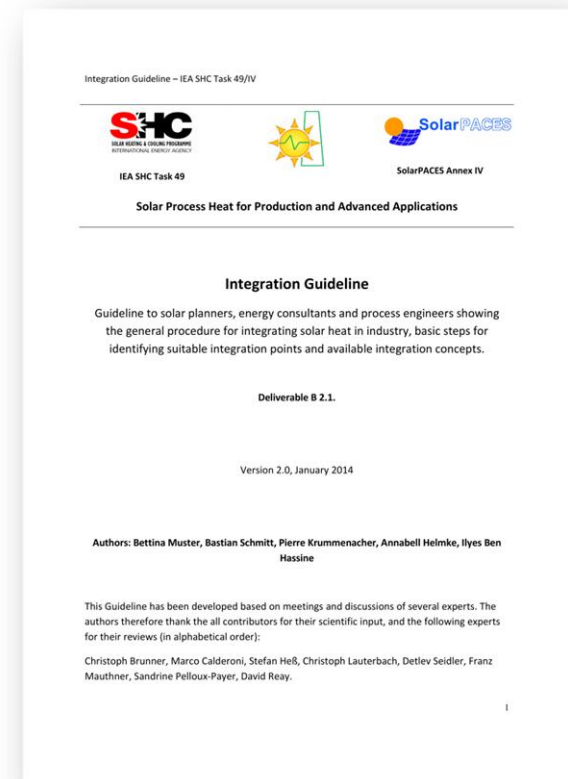 Integration Guideline – IEA SHC Task 49/IV
SHC
SOLAR HEATING & COOLING PROGRAMME
INTERNATIONAL ENERGY AGENCY
SolarPACES
IEA SHC Task 49
SolarPACES Annex IV
Solar Process Heat for Production and Advanced Applications
Integration Guideline
Guideline to solar planners, energy consultants and process engineers showing
the general procedure for integrating solar heat in industry, basic steps for
identifying suitable integration points and available integration concepts.
Deliverable B 2.1.
Version 2.0, January 2014
Authors: Bettina Muster, Bastian Schmitt, Pierre Krummenacher, Annabell Helmke, Ilyes Ben
Hassine
This Guideline has been developed based on meetings and discussions of several experts. The
authors therefore thank the all contributors for their scientific input, and the following experts
for their reviews (in alphabetical order):
Christoph Brunner, Marco Calderoni, Stefan Heß, Christoph Lauterbach, Detlev Seidler, Franz
Mauthner, Sandrine Pelloux-Payer, David Reay.
1